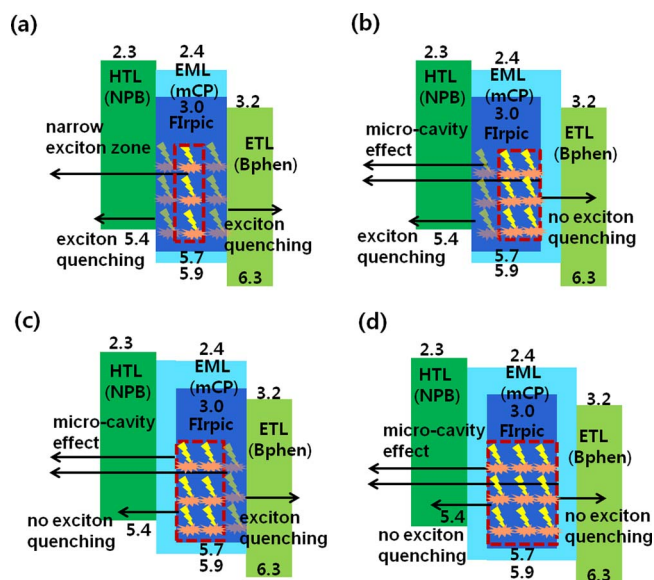 (a)
2.3
2.4
HTL
(NPB)
EML
(mCP)
3.0
FIrpic
3.2
ETL
(Bphen)
narrow
exciton zone
exciton
quenching
5.4
exciton
quenching
5.7
5.9
6.3
(b)
2.3
2.4
HTL
(NPB)
EML
(mCP)
3.0
FIrpic
3.2
ETL
(Bphen)
micro-cavity
effect
no exciton
quenching
exciton
quenching
5.4
5.7
5.9
6.3
(c)
2.3
2.4
HTL
(NPB)
EML
(mCP)
3.0
FIrpic
3.2
ETL
(Bphen)
micro-cavity
effect
no exciton
quenching
5.4
exciton
quenching
5.7
5.9
6.3
(d)
2.3
2.4
HTL
(NPB)
EML
(mCP)
3.0
FIrpic
3.2
ETL
(Bphen)
micro-cavity
effect
5.4
no exciton
quenching
no exciton
quenching
5.7
5.9
6.3